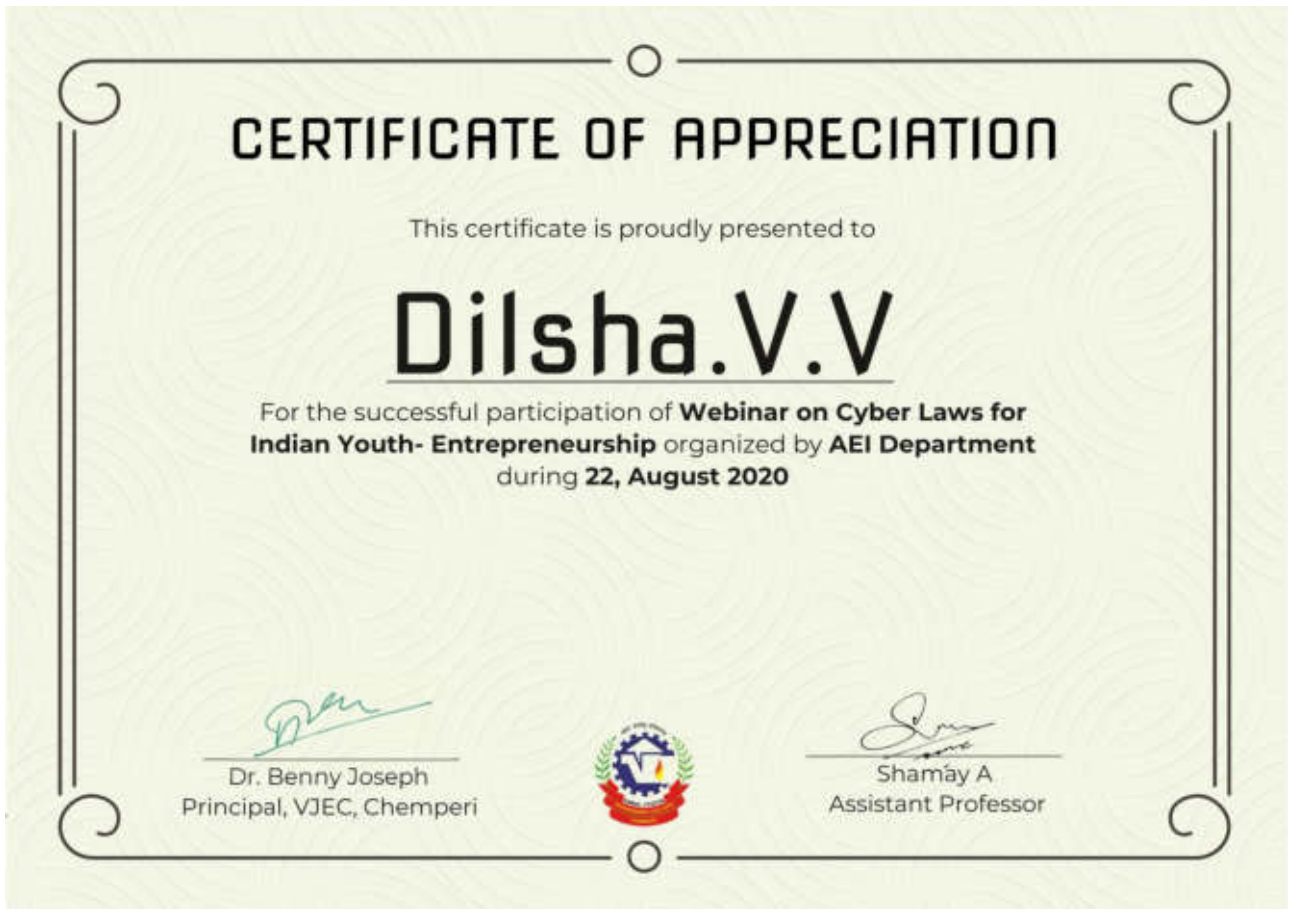 CERTIFICATE OF APPRECIATION
This certificate is proudly presented to
Dilsha.V.V
For the successful participation of Webinar on Cyber Laws for
Indian Youth- Entrepreneurship organized by AEI Department
during 22, August 2020
Dr. Benny Joseph
Principal, VJEC, Chemperi
Shamay A
Assistant Professor